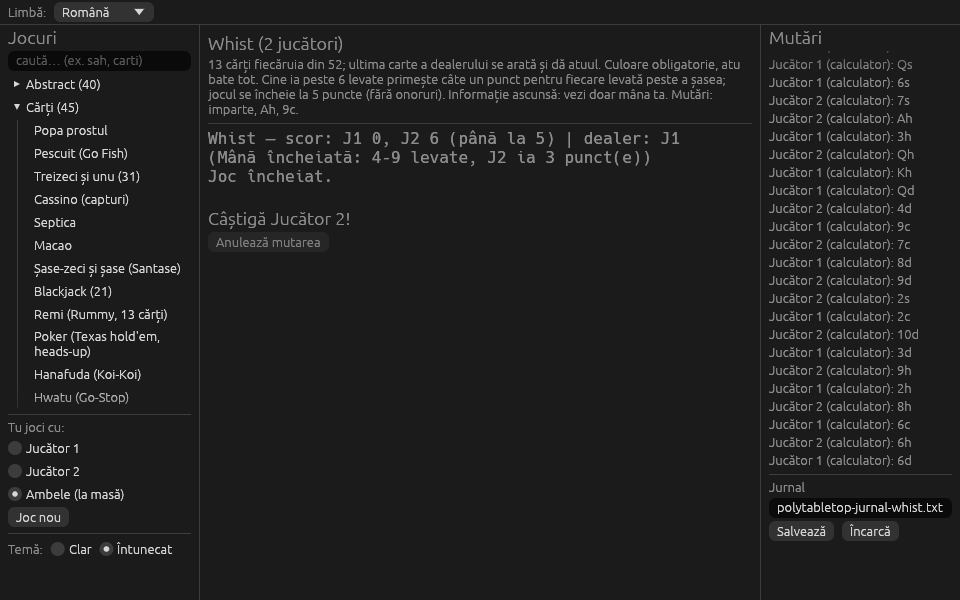 Limbă: Română
Jocuri
caută... (ex. sah, carti)
Abstract (40)
Cărți (45)
Popa prostul
Pescuit (Go Fish)
Treizeci și unu (31)
Cassino (capturi)
Septica
Macao
Șase-zeci și șase (Santase)
Blackjack (21)
Remi (Rummy, 13 cărți)
Poker (Texas hold'em,
heads-up)
Hanafuda (Koi-Koi)
Hwatu (Go-Stop)
Tu joci cu:
Jucător 1
Jucător 2
Ambele (la masă)
Joc nou
Temă: Clar Întunecat
Whist (2 jucători)
13 cărți fiecăruia din 52; ultima carte a dealerului se arată și dă atuul. Culoare obligatorie, atu
bate tot. Cine ia peste 6 levate primește câte un punct pentru fiecare levată peste a șasea;
jocul se încheie la 5 puncte (fără onoruri). Informație ascunsă: vezi doar mâna ta. Mutări:
imparte, Ah, 9c.
Whist — scor: J1 0, J2 6 (până la 5) | dealer: J1
(Mână încheiată: 4-9 levate, J2 ia 3 punct(e))
Joc încheiat.
Câștigă Jucător 2!
Anulează mutarea
Mutări
Jucător 1 (calculator): Qs
Jucător 1 (calculator): 6s
Jucător 2 (calculator): 7s
Jucător 2 (calculator): Ah
Jucător 1 (calculator): 3h
Jucător 2 (calculator): Qh
Jucător 1 (calculator): Kh
Jucător 1 (calculator): Qd
Jucător 2 (calculator): 4d
Jucător 1 (calculator): 9c
Jucător 2 (calculator): 7c
Jucător 1 (calculator): 8d
Jucător 2 (calculator): 9d
Jucător 2 (calculator): 2s
Jucător 1 (calculator): 2c
Jucător 2 (calculator): 10d
Jucător 1 (calculator): 3d
Jucător 2 (calculator): 9h
Jucător 1 (calculator): 2h
Jucător 2 (calculator): 8h
Jucător 1 (calculator): 6c
Jucător 2 (calculator): 6h
Jucător 1 (calculator): 6d
Jurnal
polytabletop-jurnal-whist.txt
Salvează Încarcă